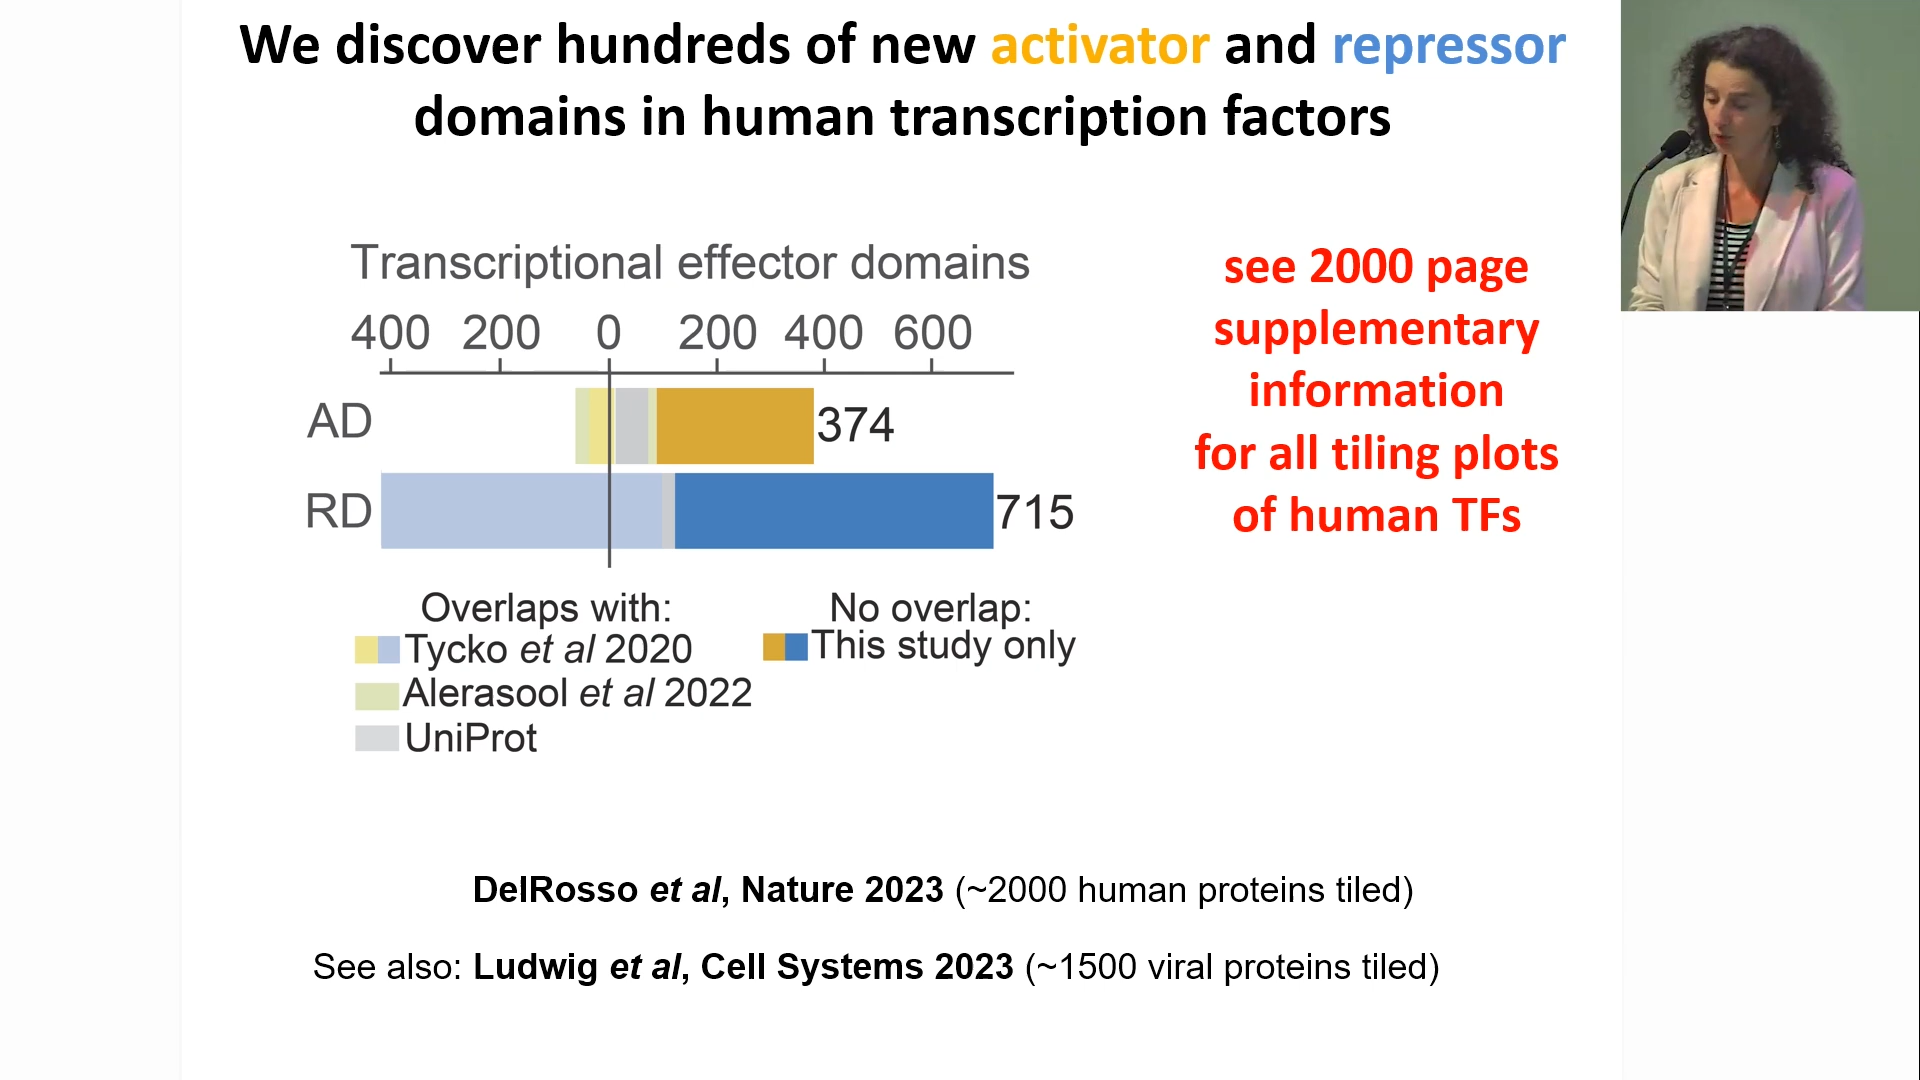 We discover hundreds of new activator and repressor
domains in human transcription factors
Transcriptional effector domains
400 200 0 200 400 600
AD 374
RD 715
Overlaps with:
Tycko et al 2020
Alerasool et al 2022
UniProt
No overlap:
This study only
see 2000 page
supplementary
information
for all tiling plots
of human TFs
DelRosso et al, Nature 2023 (~2000 human proteins tiled)
See also: Ludwig et al, Cell Systems 2023 (~1500 viral proteins tiled)